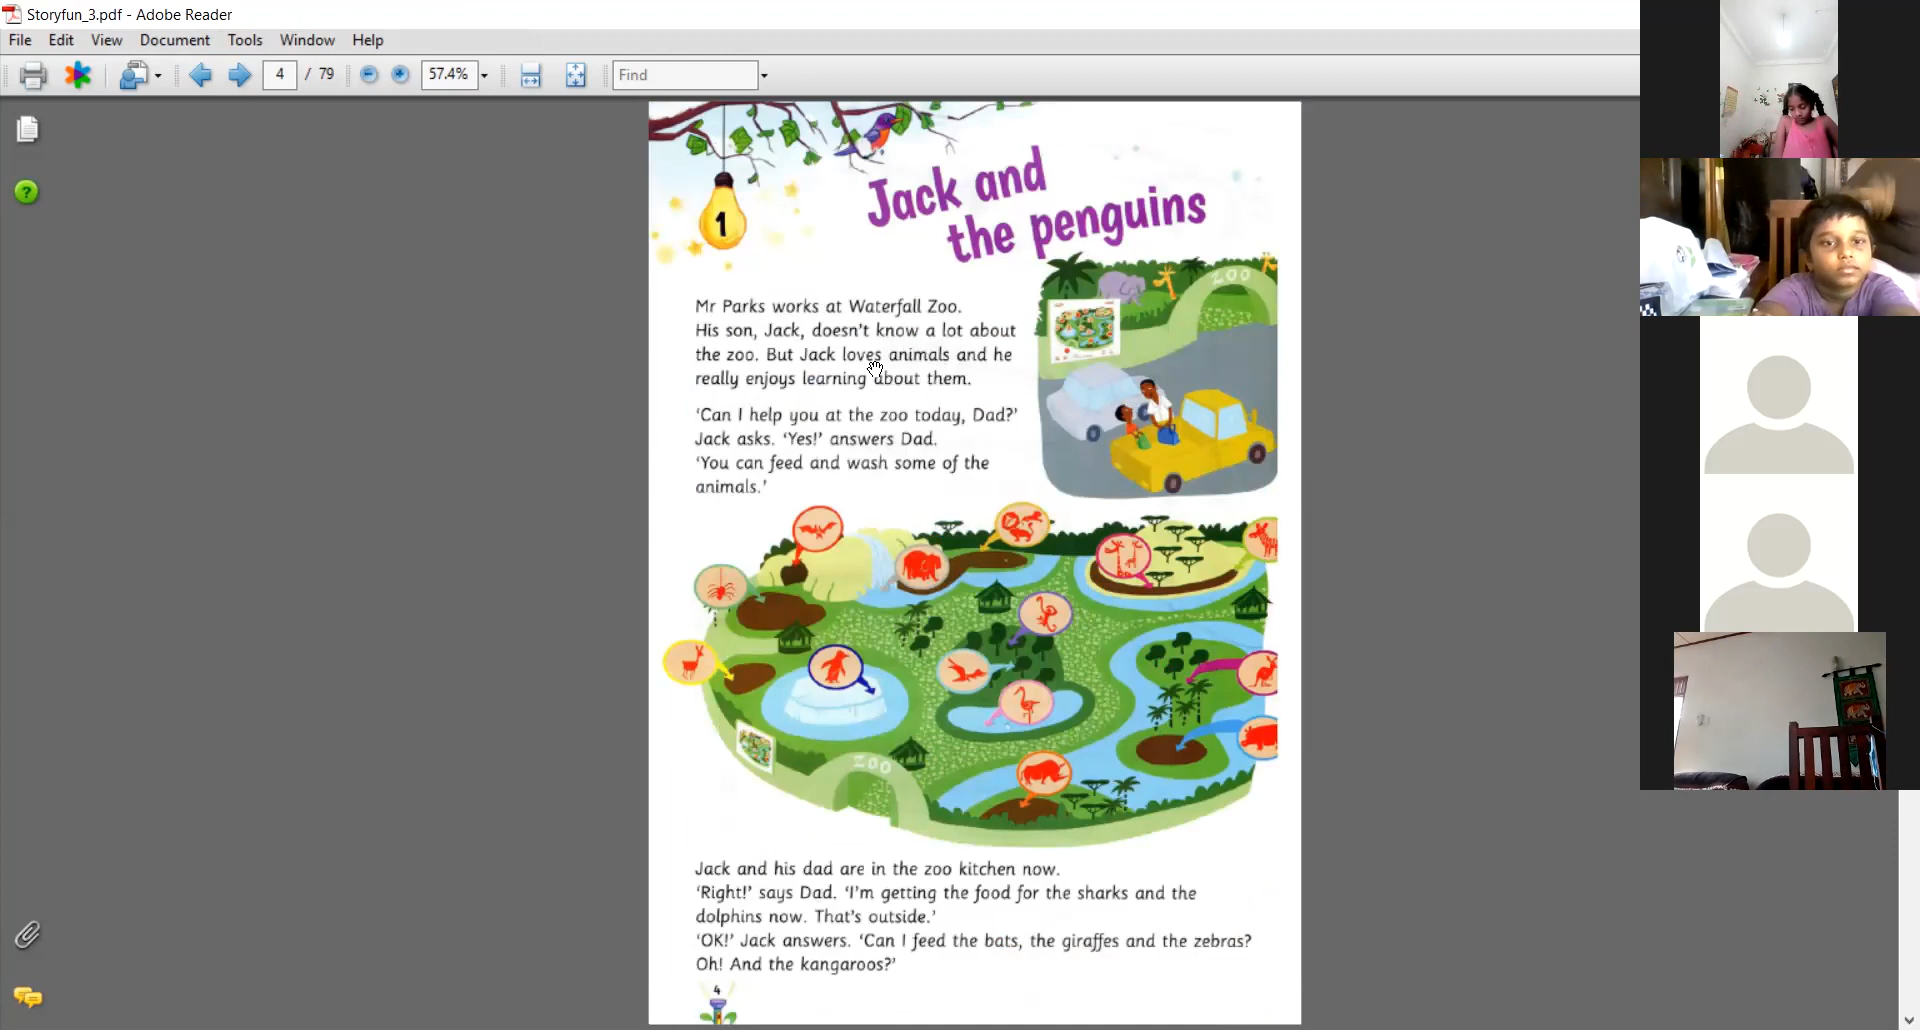 Storyfun_3.pdf - Adobe Reader
File Edit View Document Tools Window Help
4 / 79 57.4% Find
1
Jack and
the penguins
ZOO
Mr Parks works at Waterfall Zoo.
His son, Jack, doesn't know a lot about
the zoo. But Jack loves animals and he
really enjoys learning about them.
'Can I help you at the zoo today, Dad?'
Jack asks. 'Yes!' answers Dad.
'You can feed and wash some of the
animals.'
ZOO
Jack and his dad are in the zoo kitchen now.
'Right!' says Dad. 'I'm getting the food for the sharks and the
dolphins now. That's outside.'
'OK!' Jack answers. 'Can I feed the bats, the giraffes and the zebras?
Oh! And the kangaroos?'
4